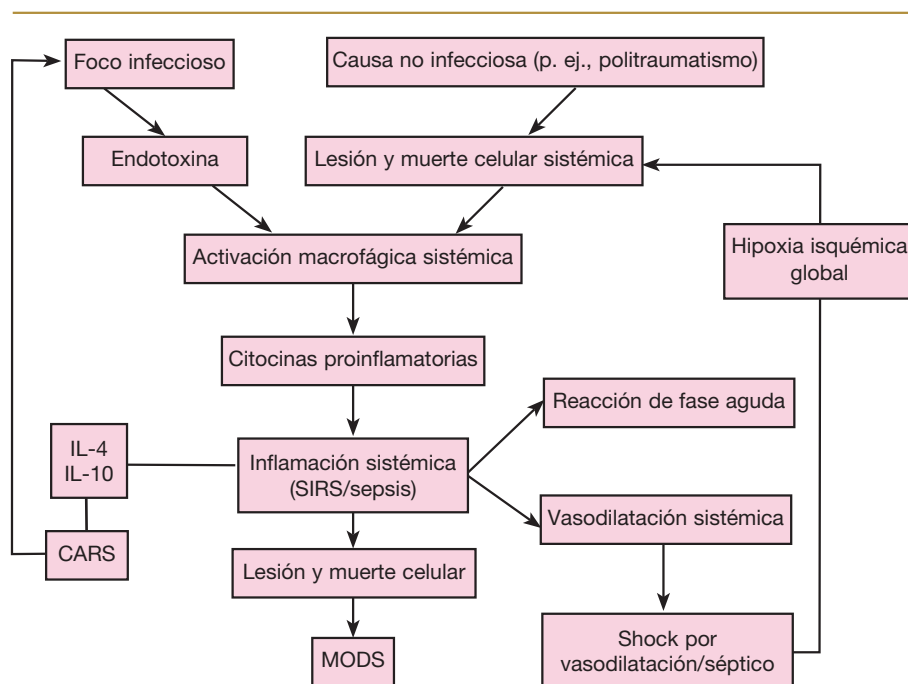 Foco infeccioso
Causa no infecciosa (p. ej., politraumatismo)
Endotoxina
Lesión y muerte celular sistémica
Activación macrofágica sistémica
Hipoxia isquémica
global
Citocinas proinflamatorias
Reacción de fase aguda
IL-4
IL-10
Inflamación sistémica
(SIRS/sepsis)
Vasodilatación sistémica
CARS
Lesión y muerte celular
MODS
Shock por
vasodilatación/séptico